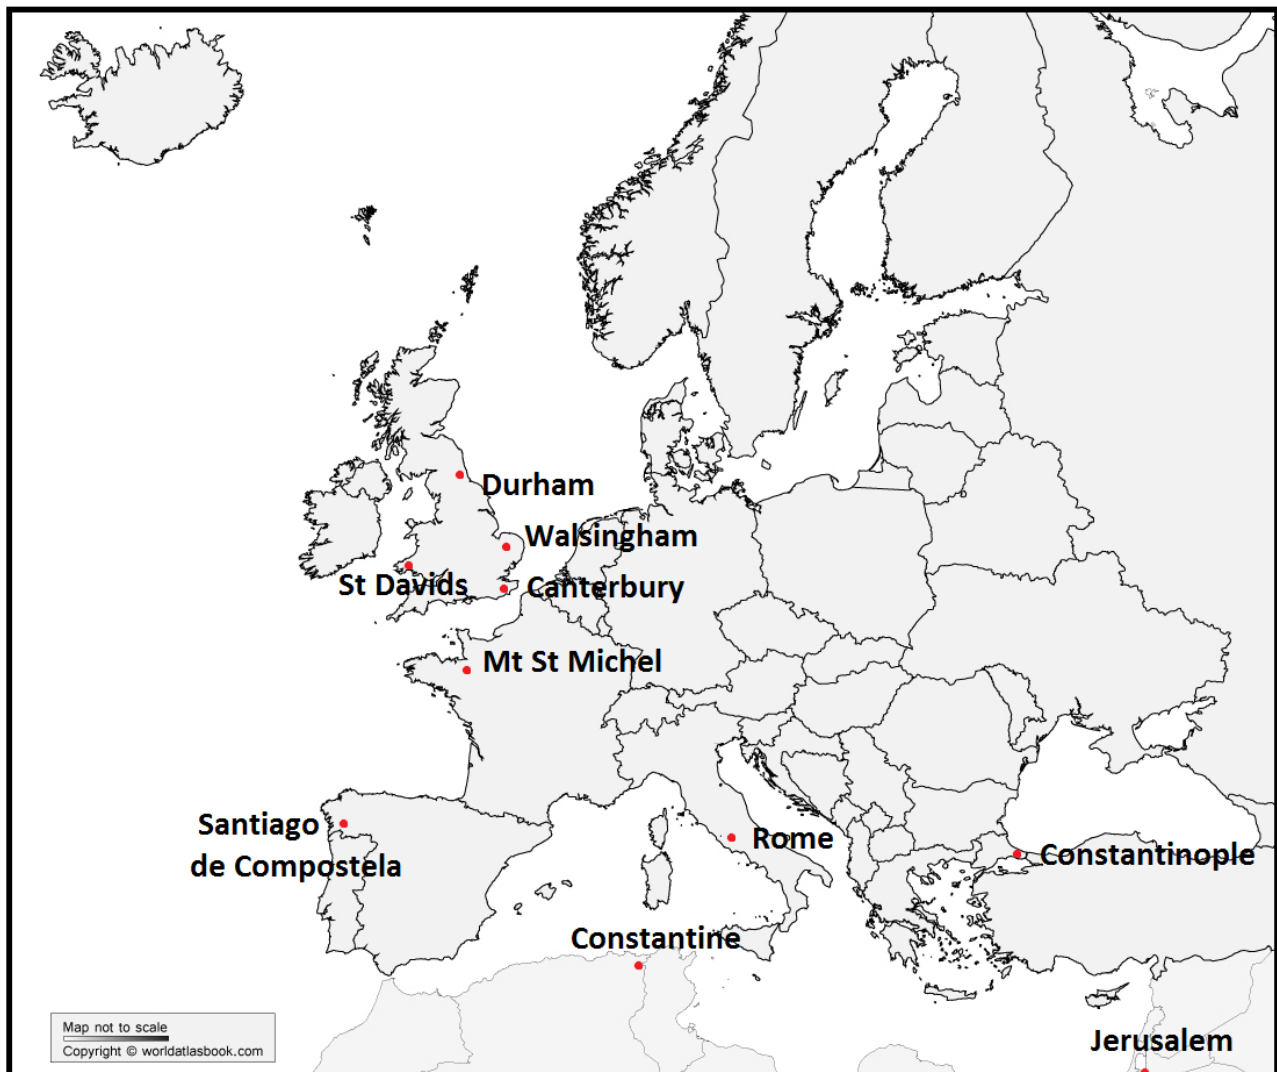 Durham
Walsingham
St Davids
Canterbury
Mt St Michel
Santiago
de Compostela
Rome
Constantinople
Constantine
Jerusalem
Map not to scale
Copyright © worldatlasbook.com